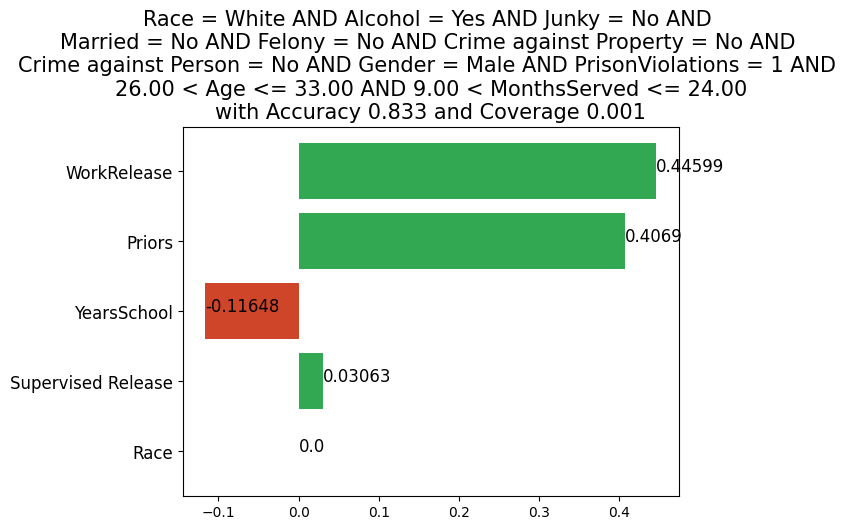 Race = White AND Alcohol = Yes AND Junky = No AND
Married = No AND Felony = No AND Crime against Property = No AND
Crime against Person = No AND Gender = Male AND PrisonViolations = 1 AND
26.00 < Age <= 33.00 AND 9.00 < MonthsServed <= 24.00
with Accuracy 0.833 and Coverage 0.001
WorkRelease 0.44599
Priors 0.4069
YearsSchool -0.11648
Supervised Release 0.03063
Race 0.0
−0.1 0.0 0.1 0.2 0.3 0.4